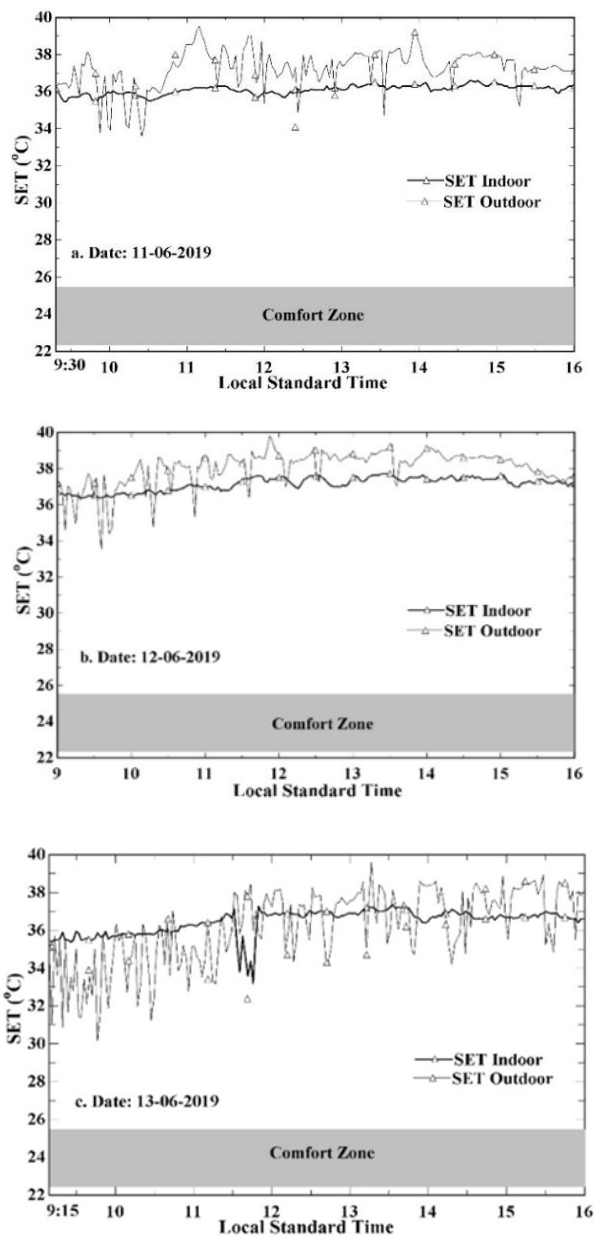 40
38
36
34
32
30
28
26
24
22
SET (°C)
SET Indoor
SET Outdoor
a. Date: 11-06-2019
Comfort Zone
9:30 10 11 12 13 14 15 16
Local Standard Time
40
38
36
34
32
30
28
26
24
22
SET (°C)
SET Indoor
SET Outdoor
b. Date: 12-06-2019
Comfort Zone
9 10 11 12 13 14 15 16
Local Standard Time
40
38
36
34
32
30
28
26
24
22
SET (°C)
SET Indoor
SET Outdoor
c. Date: 13-06-2019
Comfort Zone
9:15 10 11 12 13 14 15 16
Local Standard Time